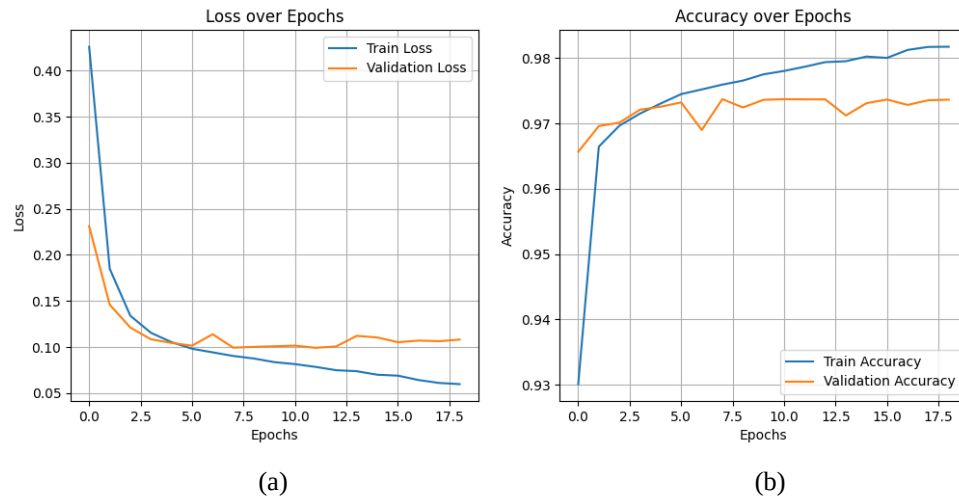 Loss over Epochs
Train Loss
Validation Loss
0.40
0.35
0.30
0.25
0.20
0.15
0.10
0.05
Loss
0.0 2.5 5.0 7.5 10.0 12.5 15.0 17.5
Epochs
(a)
Accuracy over Epochs
0.98
0.97
0.96
0.95
0.94
0.93
Accuracy
Train Accuracy
Validation Accuracy
0.0 2.5 5.0 7.5 10.0 12.5 15.0 17.5
Epochs
(b)